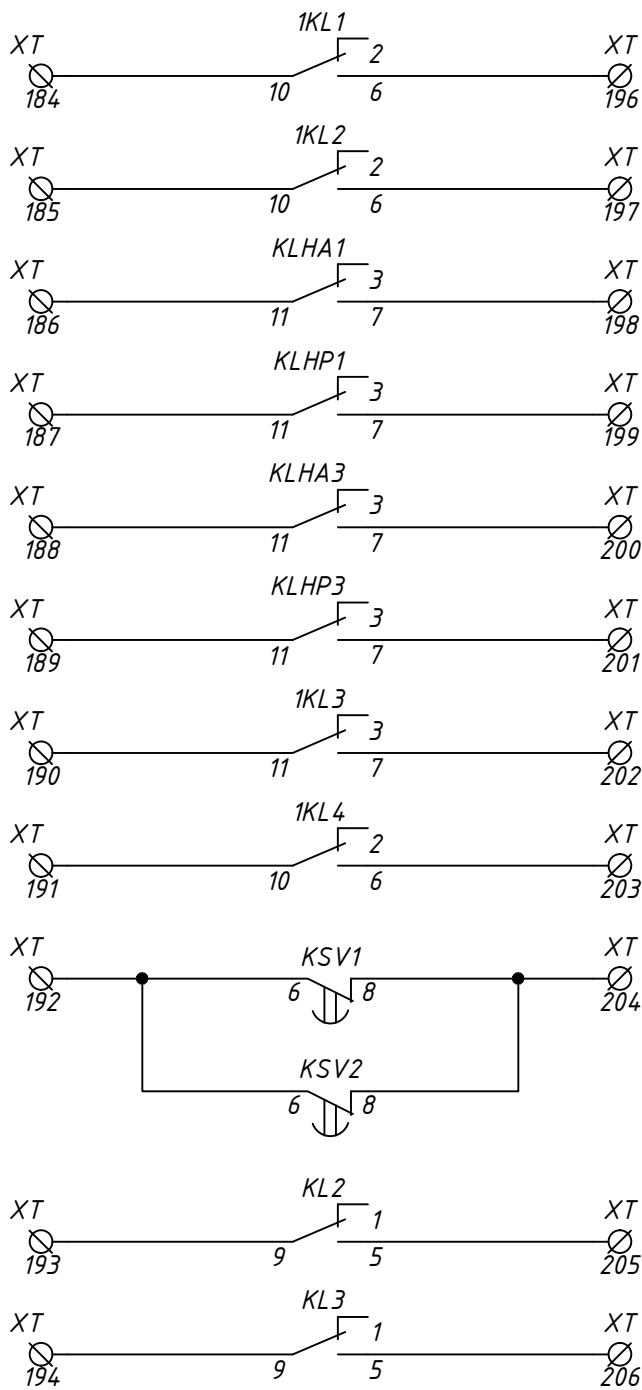 1KL1
XT 2 XT
184 10 6 196
1KL2
XT 2 XT
185 10 6 197
KLHA1
XT 3 XT
186 11 7 198
KLHP1
XT 3 XT
187 11 7 199
KLHA3
XT 3 XT
188 11 7 200
KLHP3
XT 3 XT
189 11 7 201
1KL3
XT 3 XT
190 11 7 202
1KL4
XT 2 XT
191 10 6 203
XT KSV1 XT
192 6 8 204
KSV2
6 8
KL2
XT 1 XT
193 9 5 205
KL3
XT 1 XT
194 9 5 206